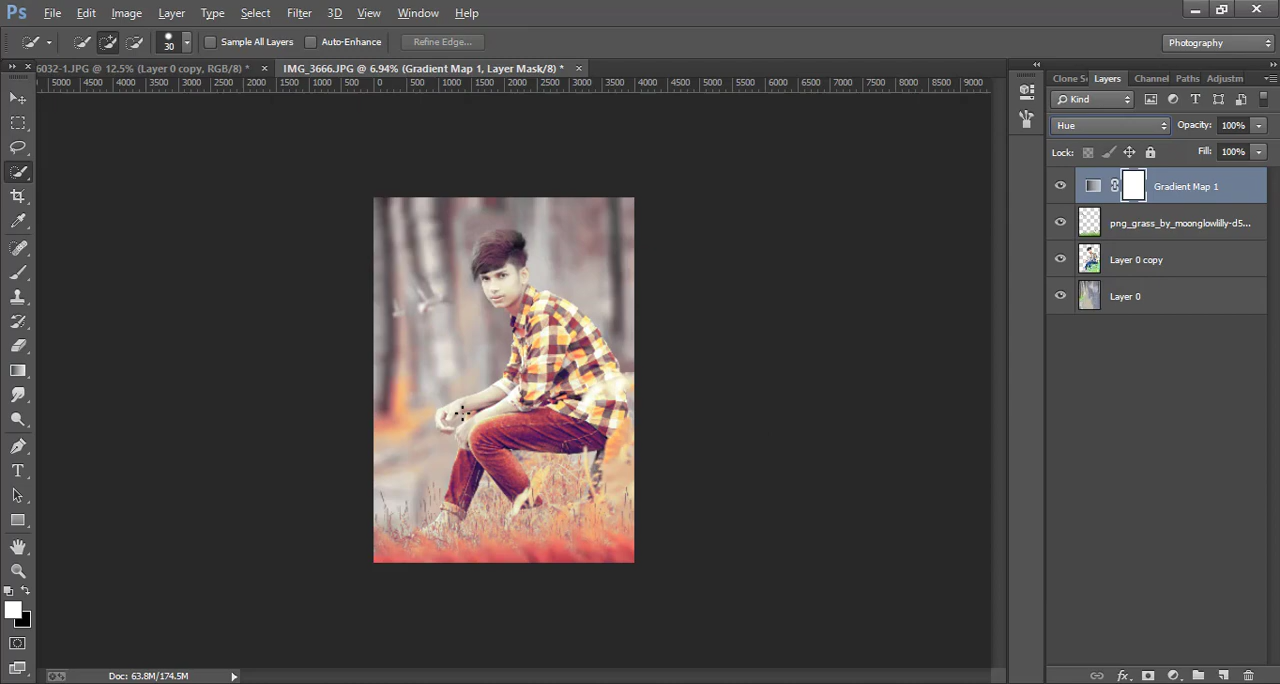 Ps File Edit Image Layer Type Select Filter 3D View Window Help
30 Sample All Layers Auto-Enhance Refine Edge... Photography
6032-1.JPG @ 12.5% (Layer 0 copy, RGB/8) * × IMG_3666.JPG @ 6.94% (Gradient Map 1, Layer Mask/8) * ×
5000 4500 4000 3500 3000 2500 2000 1500 1000 500 0 500 1000 1500 2000 2500 3000 3500 4000 4500 5000 5500 6000 6500 7000 7500 8000 8500 9000
Clone S Layers Channel Paths Adjustm
Kind
Hue Opacity: 100%
Lock: Fill: 100%
Gradient Map 1
png_grass_by_moonglowlilly-d5...
Layer 0 copy
Layer 0
Doc: 63.8M/174.5M
fx